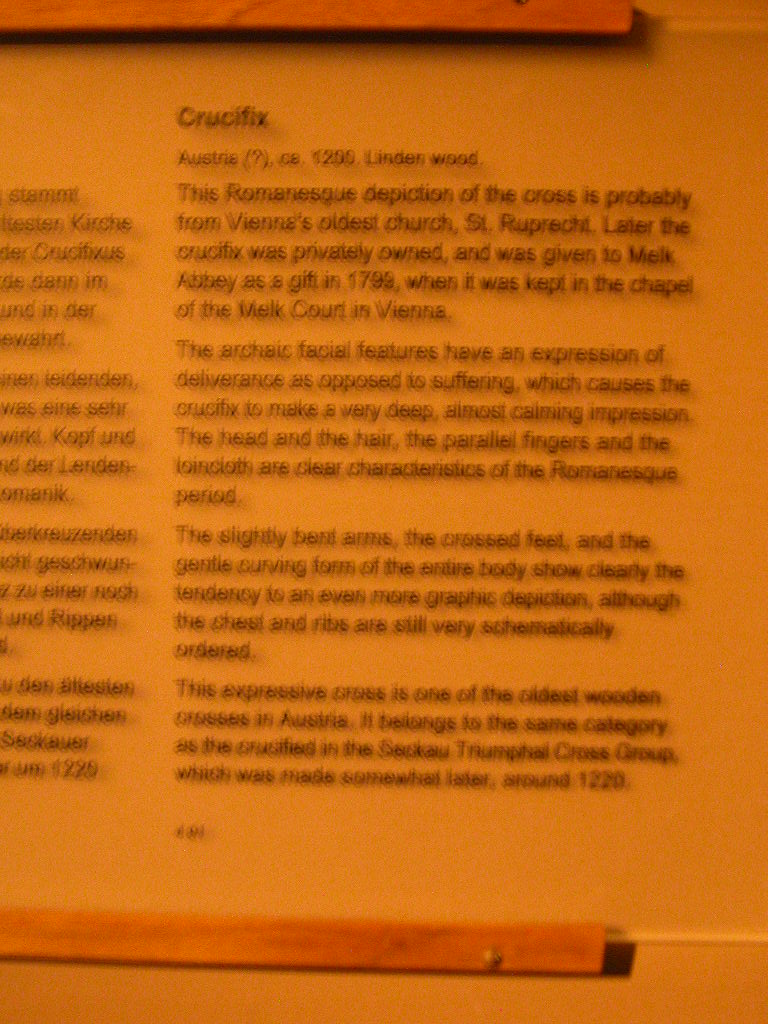 Crucifix
Austria (?), ca. 1200. Linden wood.
This Romanesque depiction of the cross is probably
from Vienna's oldest church, St. Ruprecht. Later the
crucifix was privately owned, and was given to Melk
Abbey as a gift in 1799, when it was kept in the chapel
of the Melk Court in Vienna.
The archaic facial features have an expression of
deliverance as opposed to suffering, which causes the
crucifix to make a very deep, almost calming impression.
The head and the hair, the parallel fingers and the
loincloth are clear characteristics of the Romanesque
period.
The slightly bent arms, the crossed feet, and the
gentle curving form of the entire body show clearly the
tendency to an even more graphic depiction, although
the chest and ribs are still very schematically
ordered.
This expressive cross is one of the oldest wooden
crosses in Austria. It belongs to the same category
as the crucified in the Seckau Triumphal Cross Group,
which was made somewhat later, around 1220.
stammt
ltesten Kirche
der Crucifixus
de dann im
und in der
ewahrt.
inen leidenden,
was eine sehr
wirkt. Kopf und
nd der Lenden-
omanik.
überkreuzenden
icht geschwun-
z zu einer noch
und Rippen
d.
u den ältesten
dem gleichen
Seckauer
r um 1220